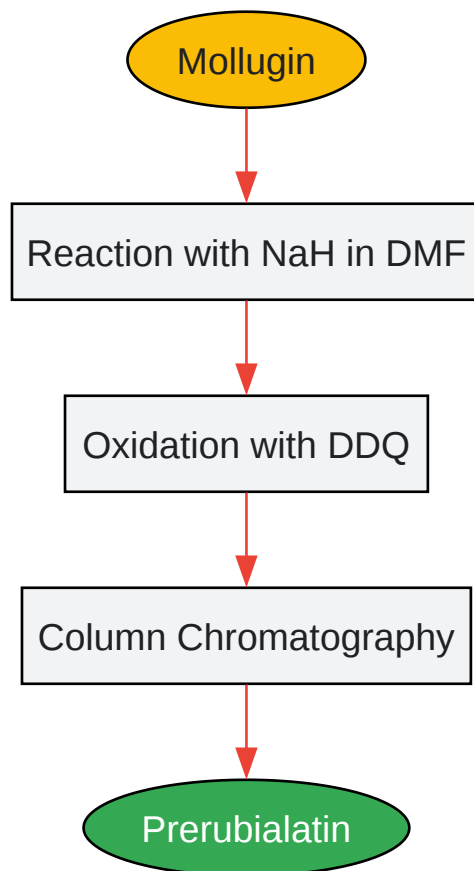 Mollugin
Reaction with NaH in DMF
Oxidation with DDQ
Column Chromatography
Prerubialatin